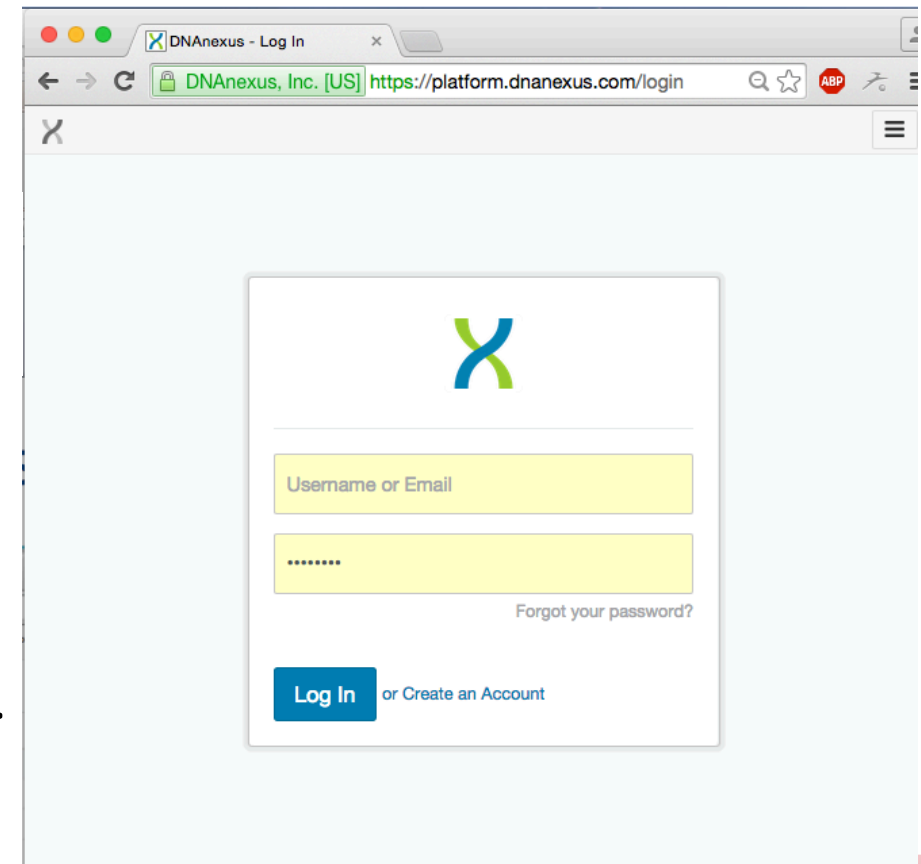 DNAnexus - Log In
DNAnexus, Inc. [US] https://platform.dnanexus.com/login ABP
Username or Email
••••••••
Forgot your password?
Log In or Create an Account